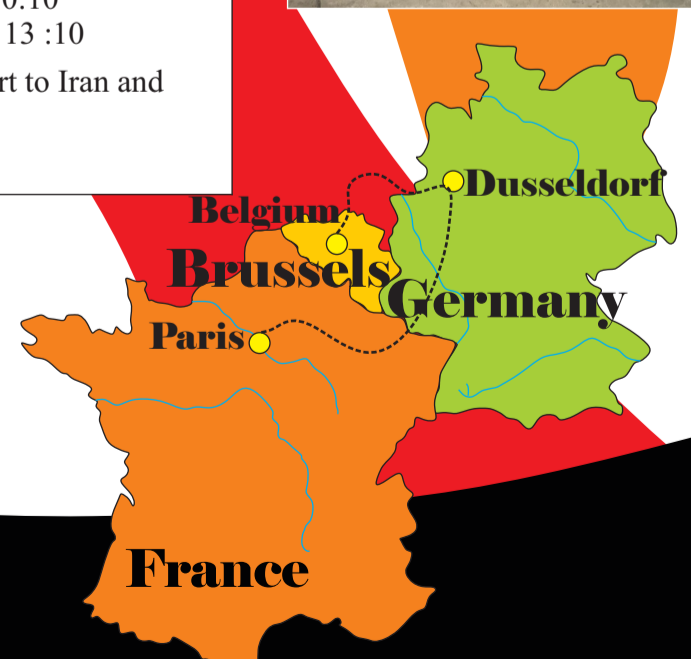 13 :10
rt to Iran and
Dusseldorf
Belgium
Brussels
Germany
Paris
France